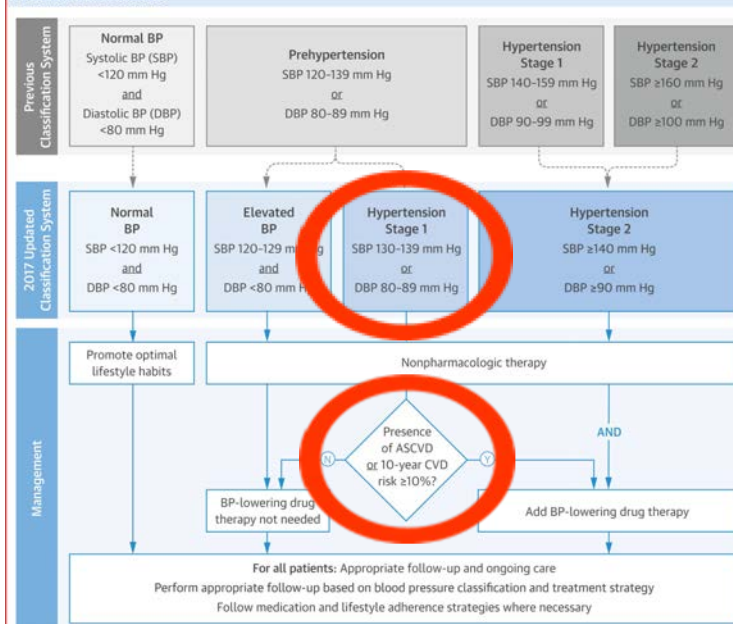 Previous
Classification System
Normal BP
Systolic BP (SBP)
<120 mm Hg
and
Diastolic BP (DBP)
<80 mm Hg
Prehypertension
SBP 120-139 mm Hg
or
DBP 80-89 mm Hg
Hypertension
Stage 1
SBP 140-159 mm Hg
or
DBP 90-99 mm Hg
Hypertension
Stage 2
SBP ≥160 mm Hg
or
DBP ≥100 mm Hg
2017 Updated
Classification System
Normal
BP
SBP <120 mm Hg
and
DBP <80 mm Hg
Elevated
BP
SBP 120-129 mm Hg
and
DBP <80 mm Hg
Hypertension
Stage 1
SBP 130-139 mm Hg
or
DBP 80-89 mm Hg
Hypertension
Stage 2
SBP ≥140 mm Hg
or
DBP ≥90 mm Hg
Management
Promote optimal
lifestyle habits
Nonpharmacologic therapy
Presence
of ASCVD
or 10-year CVD
risk ≥10%?
N
Y
AND
BP-lowering drug
therapy not needed
Add BP-lowering drug therapy
For all patients: Appropriate follow-up and ongoing care
Perform appropriate follow-up based on blood pressure classification and treatment strategy
Follow medication and lifestyle adherence strategies where necessary